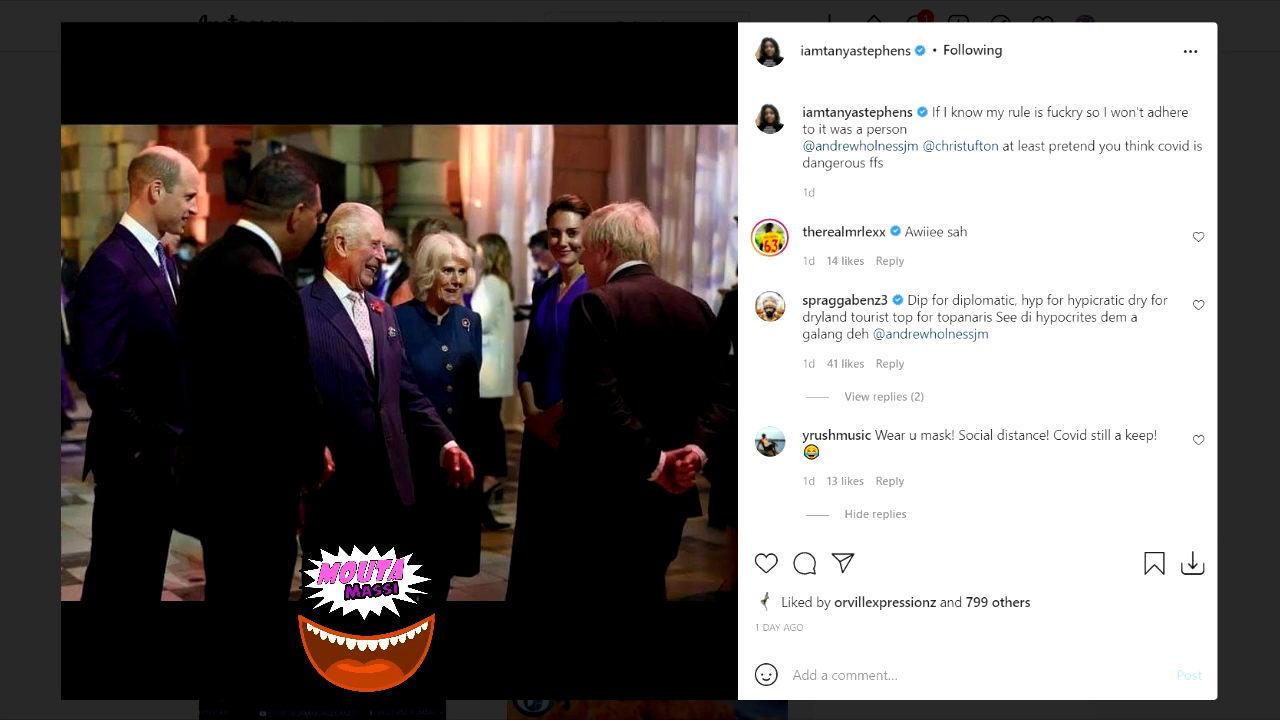 iamtanyastephens • Following
iamtanyastephens If I know my rule is fuckry so I won't adhere
to it was a person
@andrewholnessjm @christufton at least pretend you think covid is
dangerous ffs
1d
therealmrlexx Awiiee sah
1d 14 likes Reply
63
spraggabenz3 Dip for diplomatic, hyp for hypicratic dry for
dryland tourist top for topanaris See di hypocrites dem a
galang deh @andrewholnessjm
1d 41 likes Reply
View replies (2)
yrushmusic Wear u mask! Social distance! Covid still a keep!
😂
1d 13 likes Reply
Hide replies
Liked by orvillexpressionz and 799 others
1 DAY AGO
Add a comment...
Post
MOUTA
MASSI